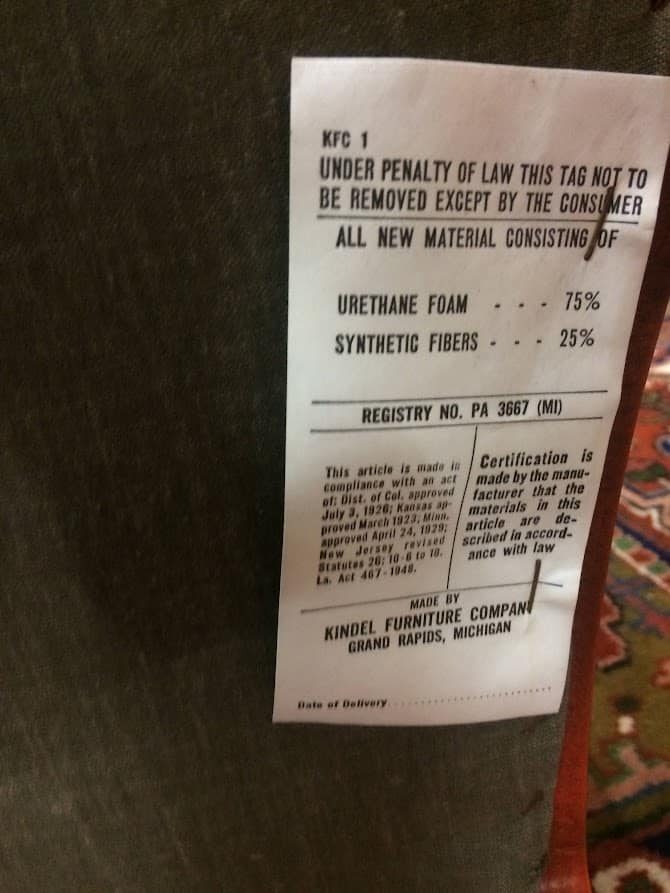 KFC 1
UNDER PENALTY OF LAW THIS TAG NOT TO
BE REMOVED EXCEPT BY THE CONSUMER
ALL NEW MATERIAL CONSISTING OF
URETHANE FOAM - - - 75%
SYNTHETIC FIBERS - - - 25%
REGISTRY NO. PA 3667 (MI)
This article is made in
compliance with an act
of: Dist. of Col. approved
July 3, 1926; Kansas ap-
proved March 1923; Minn.
approved April 24, 1929;
New Jersey revised
Statutes 26: 10-6 to 18.
La. Act 467-1948.
Certification is
made by the manu-
facturer that the
materials in this
article are de-
scribed in accord-
ance with law
MADE BY
KINDEL FURNITURE COMPAN
GRAND RAPIDS, MICHIGAN
Date of Delivery